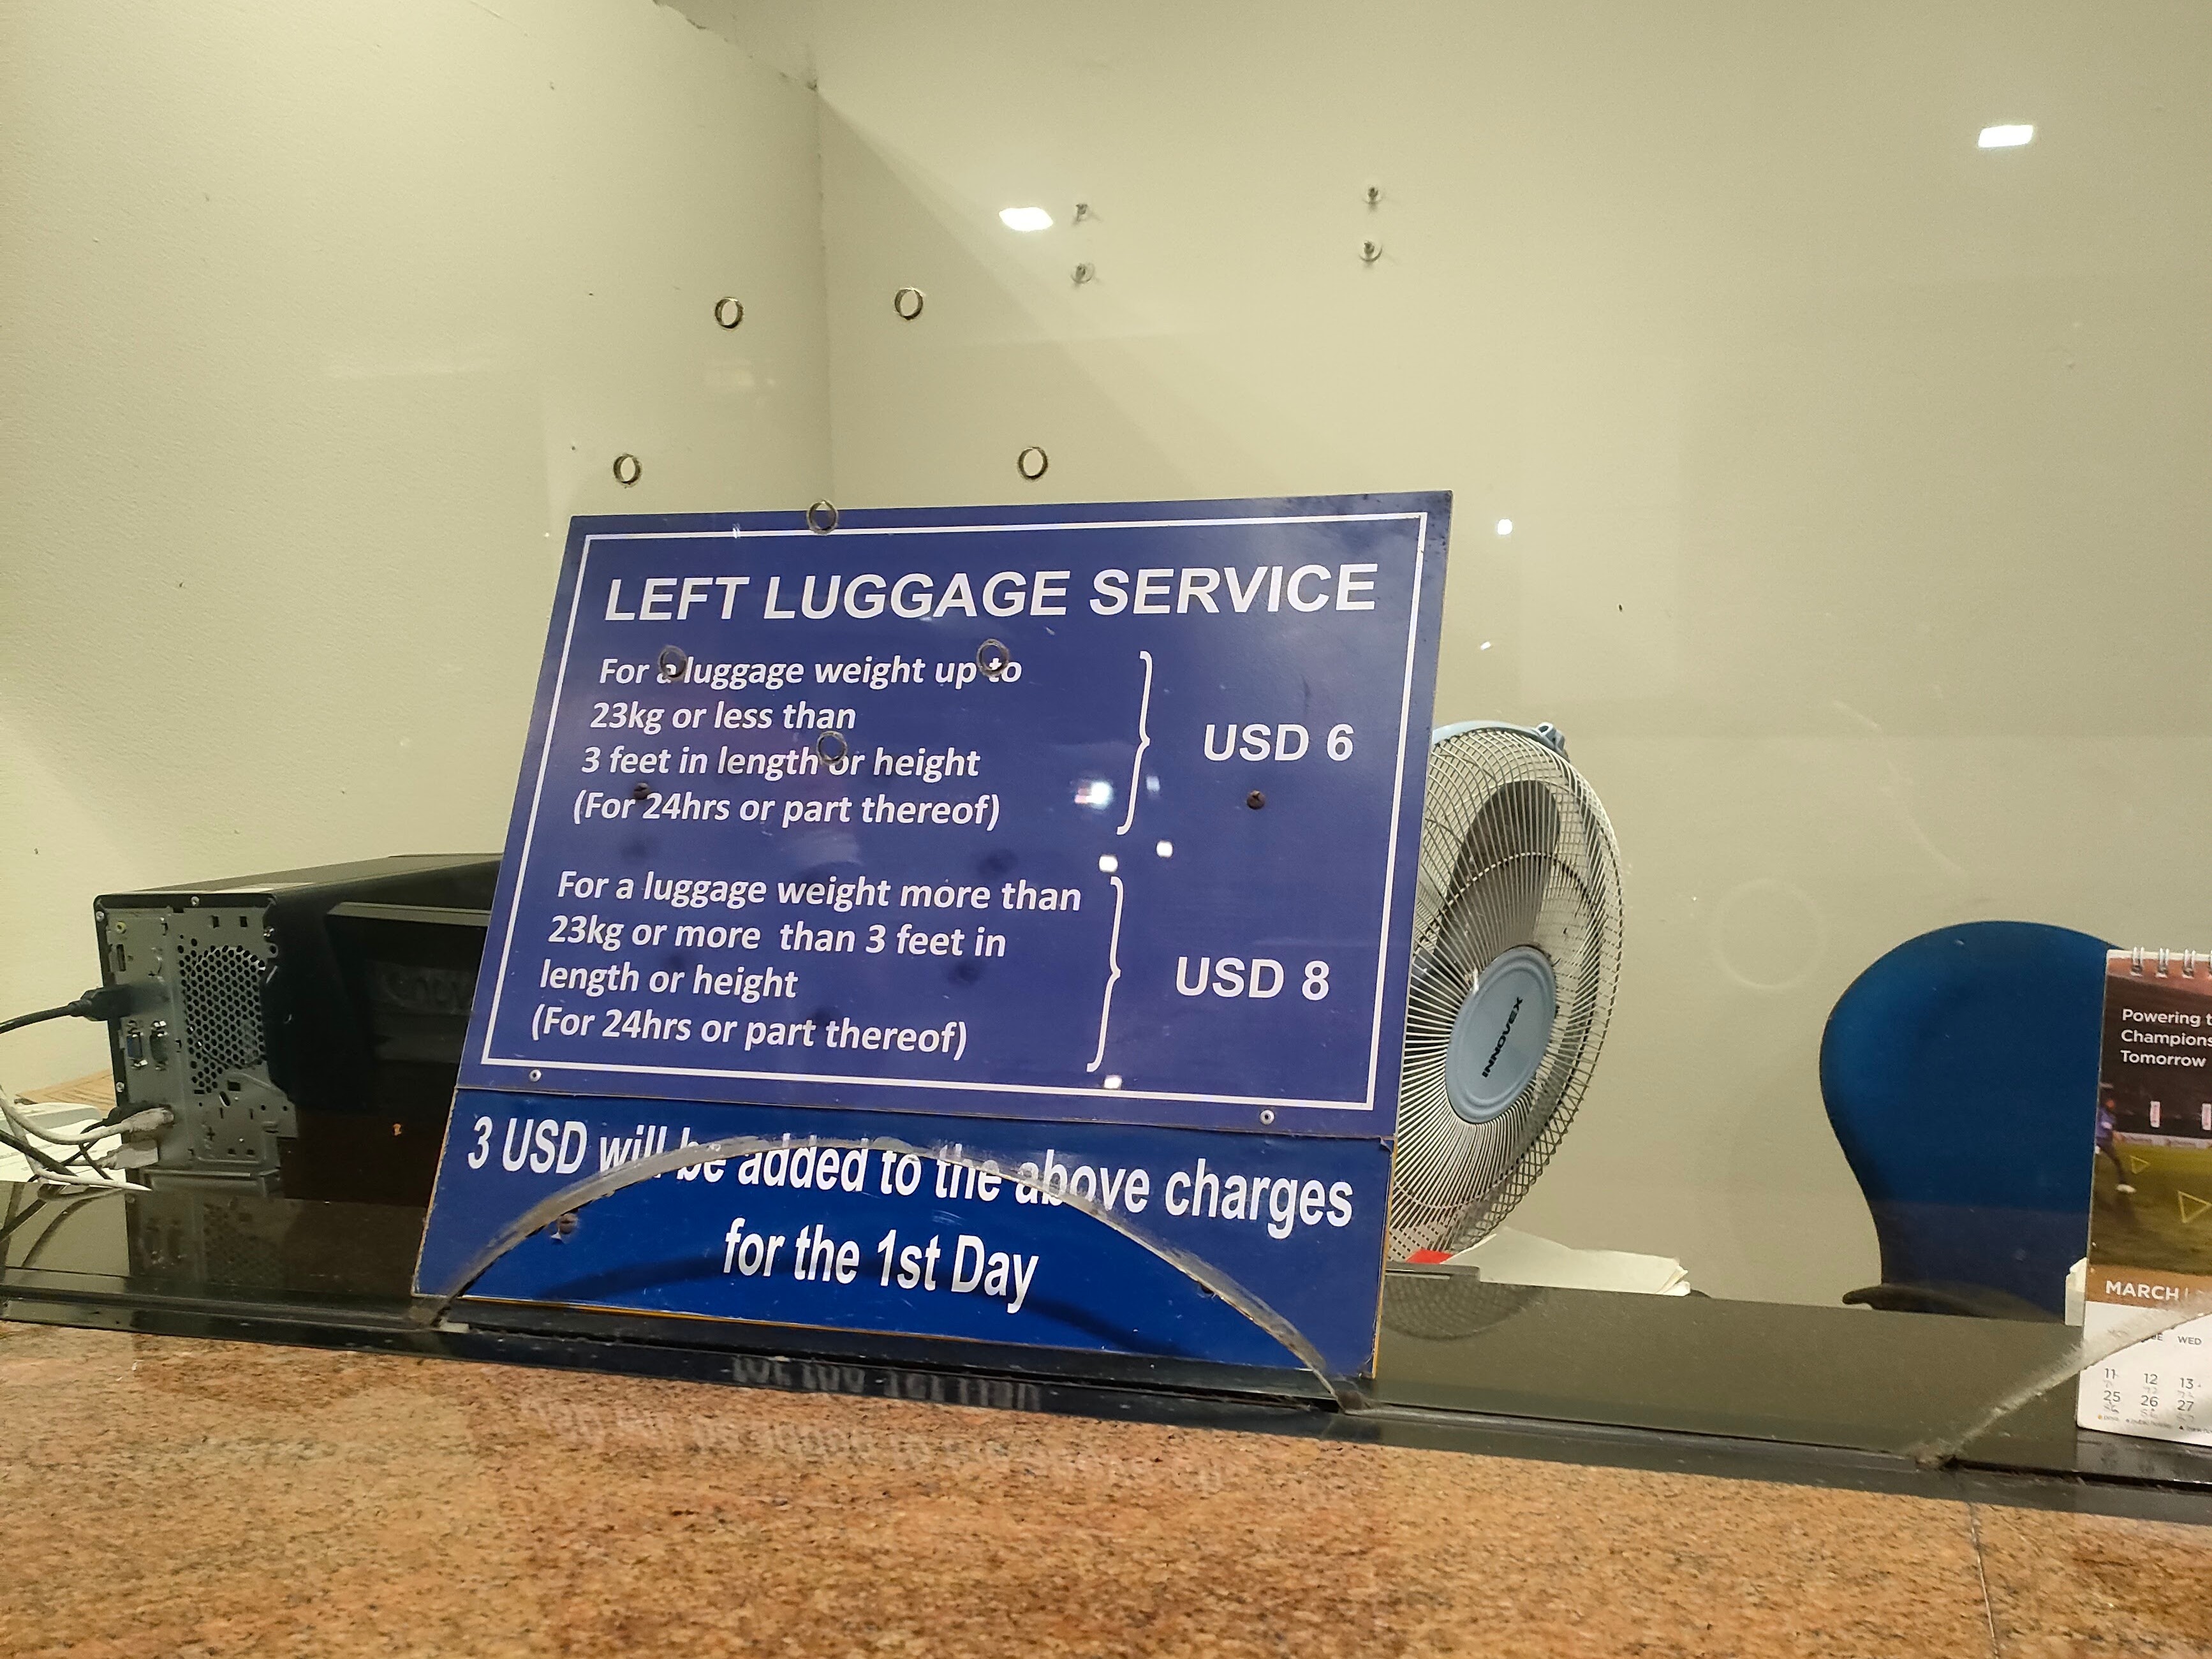 LEFT LUGGAGE SERVICE
For a luggage weight up to
23kg or less than
3 feet in length or height
(For 24hrs or part thereof)
USD 6
For a luggage weight more than
23kg or more than 3 feet in
length or height
(For 24hrs or part thereof)
USD 8
3 USD will be added to the above charges
for the 1st Day
INNOVEX
Powering
Champions
Tomorrow
MARCH
WED
11 12 13
25 26 27